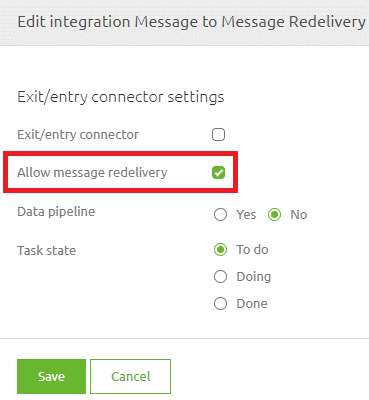 Edit integration Message to Message Redelivery
Exit/entry connector settings
Exit/entry connector
Allow message redelivery
Data pipeline Yes No
Task state To do
Doing
Done
Save Cancel